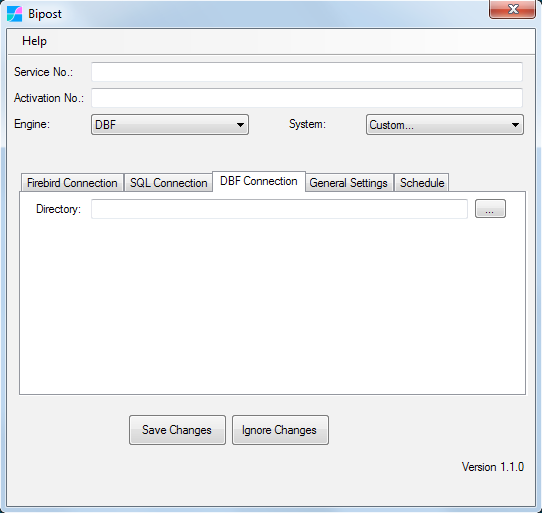 Bipost
Help
Service No.:
Activation No.:
Engine: DBF System: Custom...
Firebird Connection SQL Connection DBF Connection General Settings Schedule
Directory: ...
Save Changes Ignore Changes
Version 1.1.0